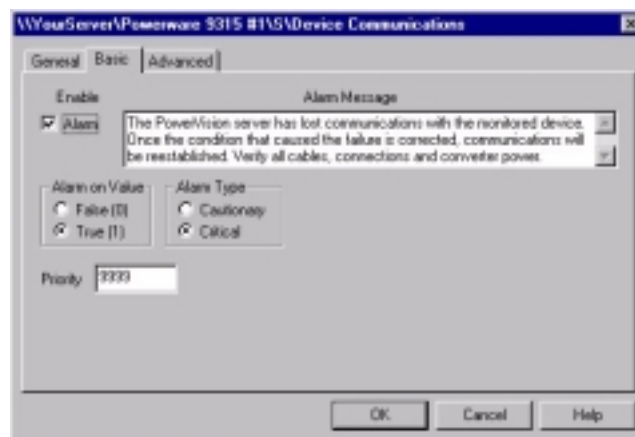 \\YourServer\Powerware 9315 #1\S\Device Communications
General Basic Advanced
Enable Alarm Message
Alarm
The PowerVision server has lost communications with the monitored device.
Once the condition that caused the failure is corrected, communications will
be reestablished. Verify all cables, connections and converter power.
Alarm on Value Alarm Type
False (0) Cautionary
True (1) Critical
Priority 9999
OK Cancel Help